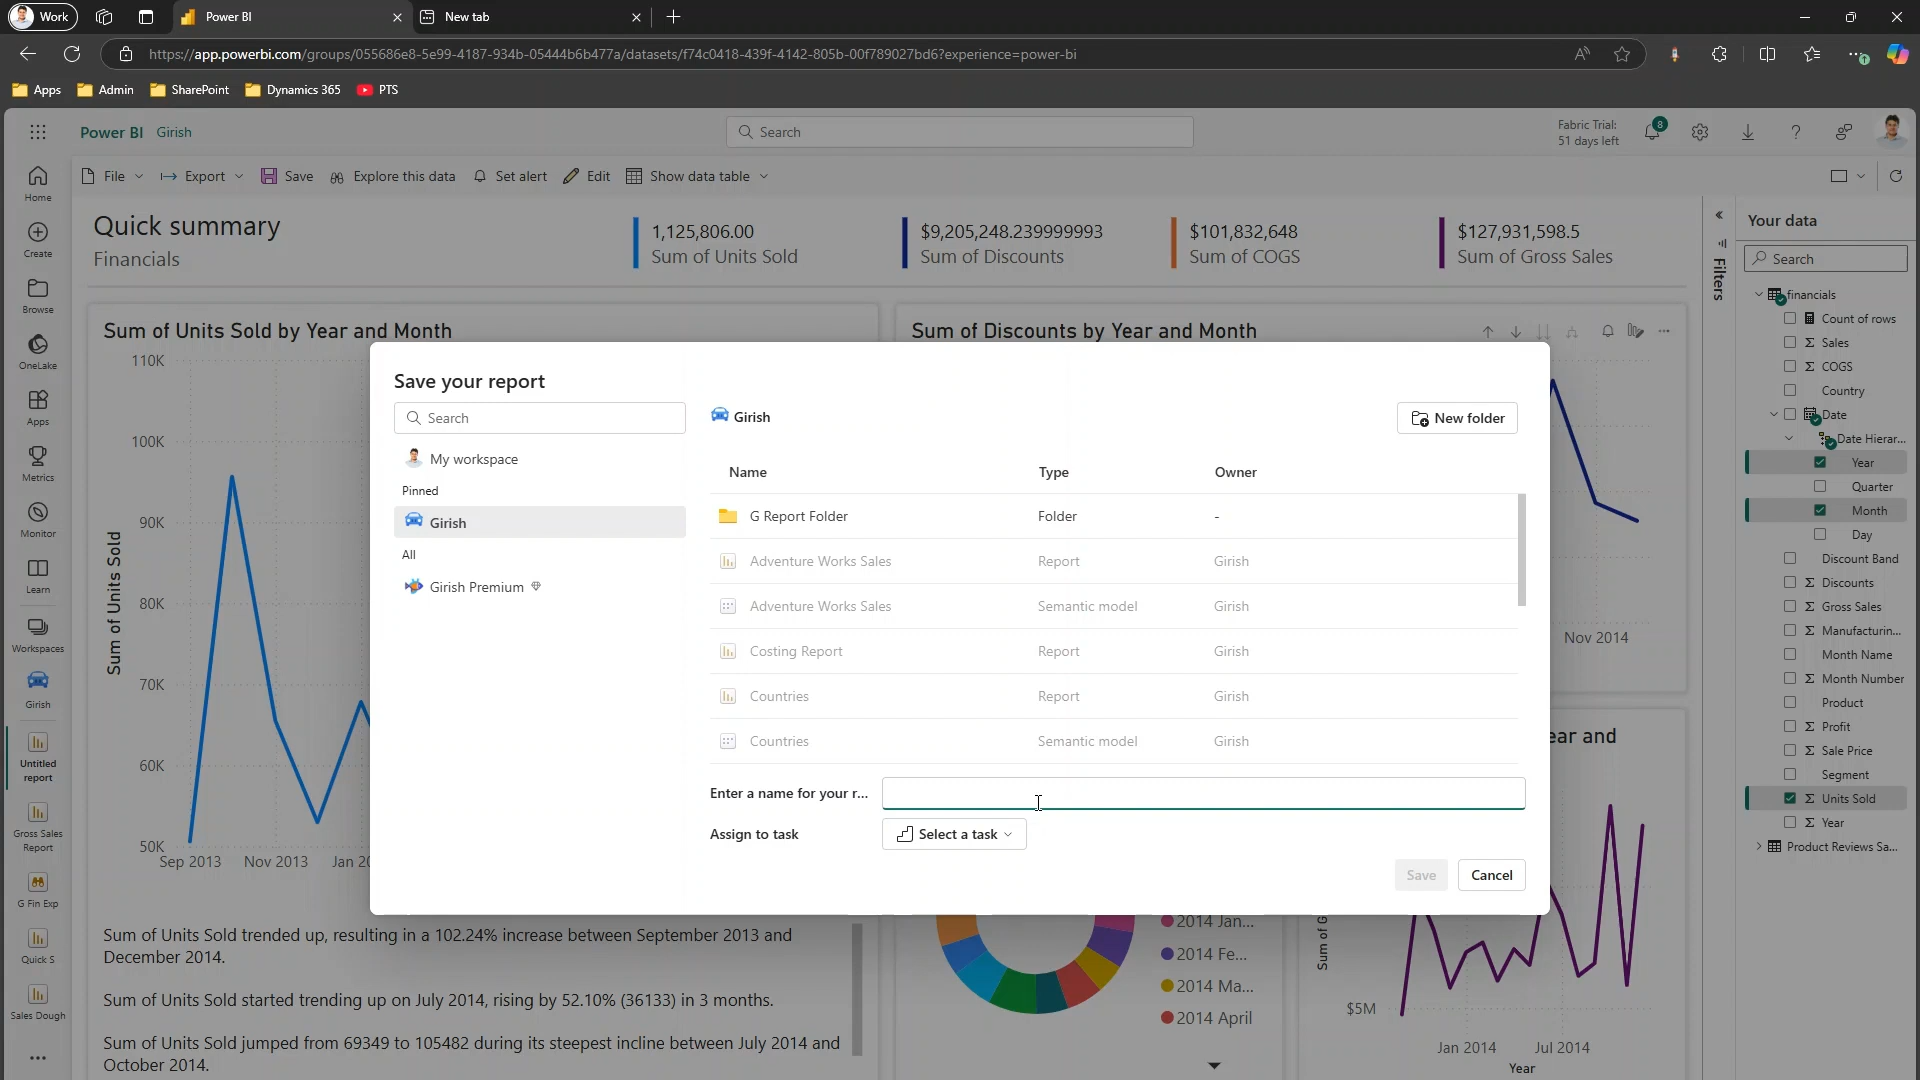 Work
Power BI
New tab
https://app.powerbi.com/groups/055686e8-5e99-4187-934b-05444b6b477a/datasets/f74c0418-439f-4142-805b-00f789027bd6?experience=power-bi
Apps
Admin
SharePoint
Dynamics 365
PTS
Power BI Girish
Search
Fabric Trial:
51 days left
8
File
Export
Save
Explore this data
Set alert
Edit
Show data table
Home
Create
Browse
OneLake
Apps
Metrics
Monitor
Learn
Workspaces
Girish
Untitled
report
Gross Sales
Report
G Fin Exp
Quick S
Sales Dough
Quick summary
Financials
1,125,806.00
Sum of Units Sold
$9,205,248.239999993
Sum of Discounts
$101,832,648
Sum of COGS
$127,931,598.5
Sum of Gross Sales
Sum of Units Sold by Year and Month
110K
100K
90K
80K
70K
60K
50K
Sum of Units Sold
Sep 2013
Nov 2013
Jan 20
Sum of Units Sold trended up, resulting in a 102.24% increase between September 2013 and
December 2014.
Sum of Units Sold started trending up on July 2014, rising by 52.10% (36133) in 3 months.
Sum of Units Sold jumped from 69349 to 105482 during its steepest incline between July 2014 and
October 2014.
Sum of Discounts by Year and Month
Nov 2014
Save your report
Search
My workspace
Pinned
Girish
All
Girish Premium
Girish
New folder
Name Type Owner
G Report Folder Folder -
Adventure Works Sales Report Girish
Adventure Works Sales Semantic model Girish
Costing Report Report Girish
Countries Report Girish
Countries Semantic model Girish
Enter a name for your r...
Assign to task
Select a task
Save
Cancel
2014 Jan...
2014 Fe...
2014 Ma...
2014 April
ear and
Sum of G
$5M
Jan 2014
Jul 2014
Year
Filters
Your data
Search
financials
Count of rows
Sales
COGS
Country
Date
Date Hierar...
Year
Quarter
Month
Day
Discount Band
Discounts
Gross Sales
Manufacturin...
Month Name
Month Number
Product
Profit
Sale Price
Segment
Units Sold
Year
Product Reviews Sa...